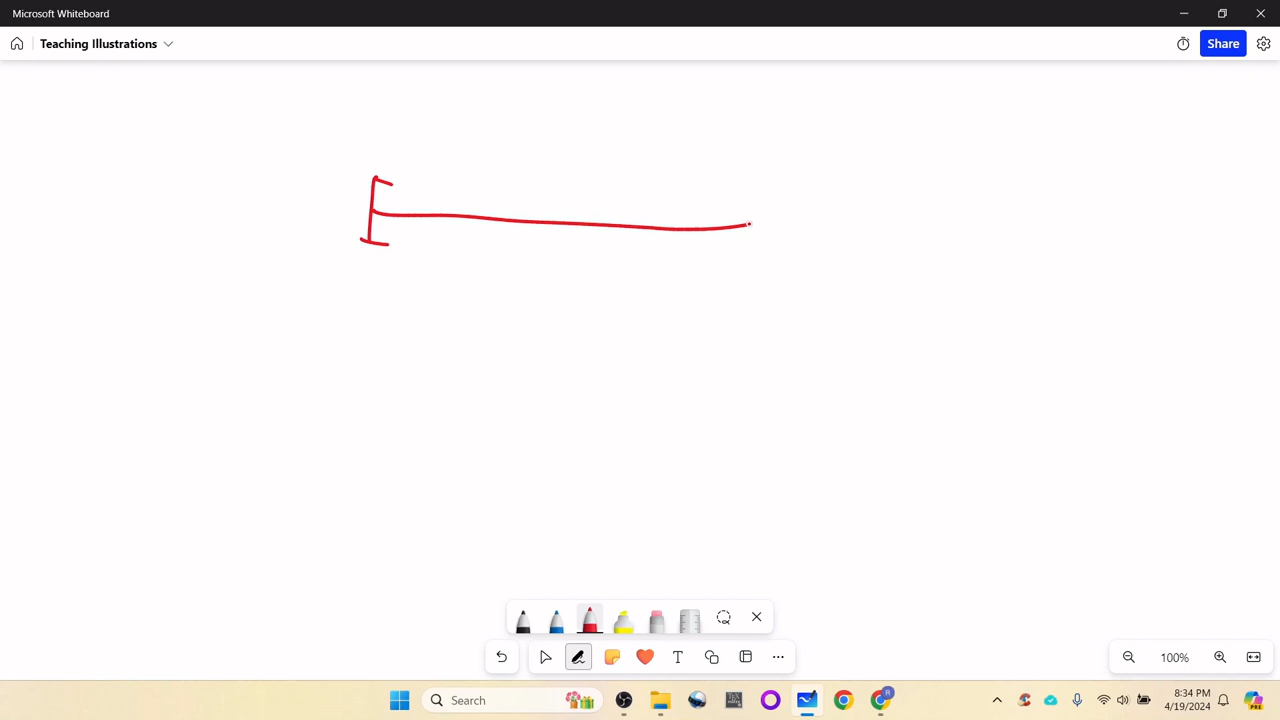 Microsoft Whiteboard
Teaching Illustrations
Share
100%
Search
8:34 PM
4/19/2024